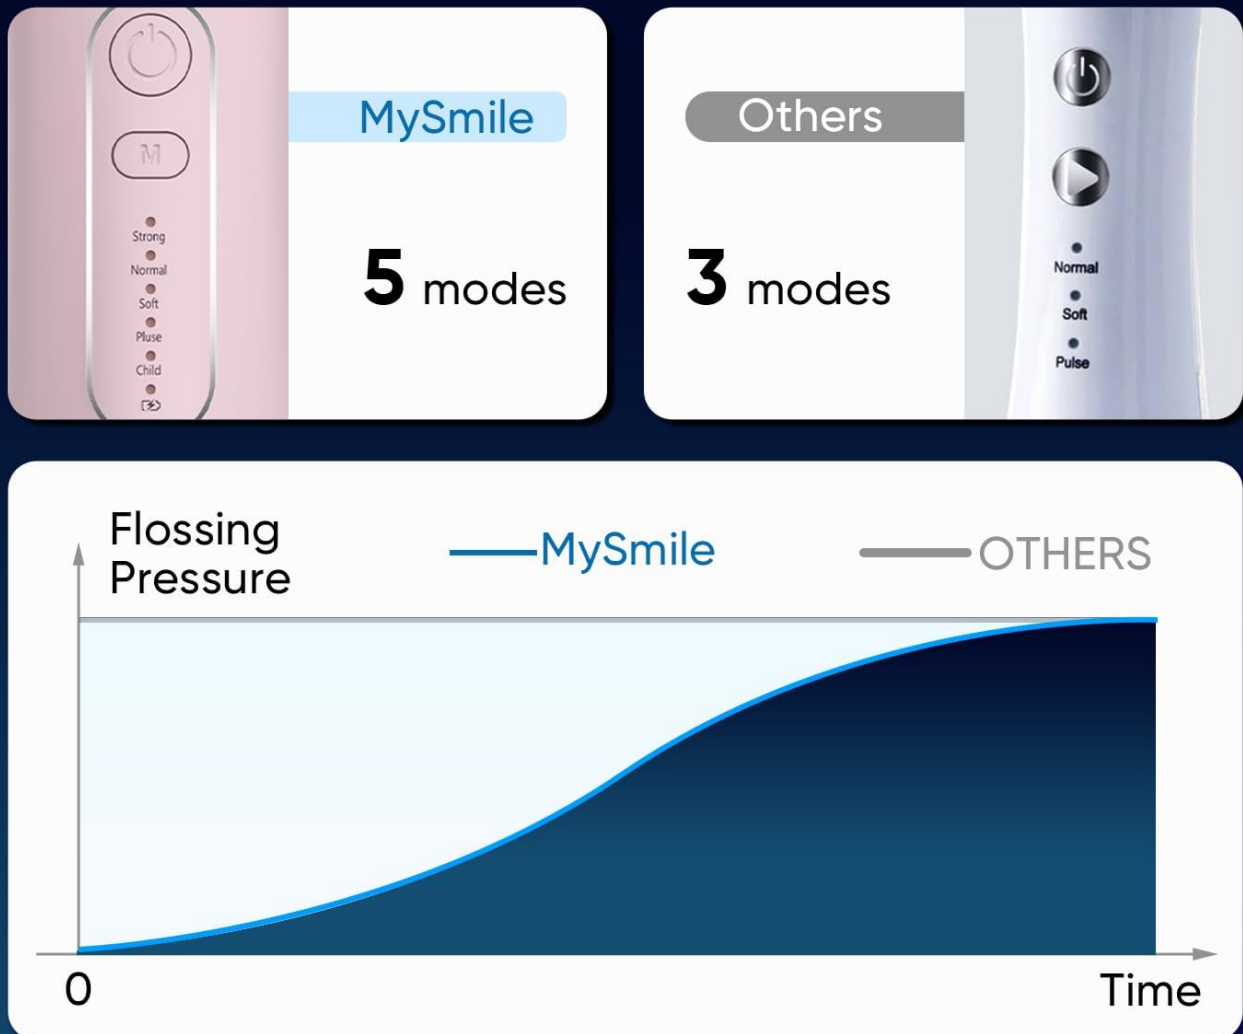 M
Strong
Normal
Soft
Pluse
Child
MySmile
5 modes
Others
3 modes
Normal
Soft
Pulse
Flossing
Pressure
MySmile
OTHERS
0
Time